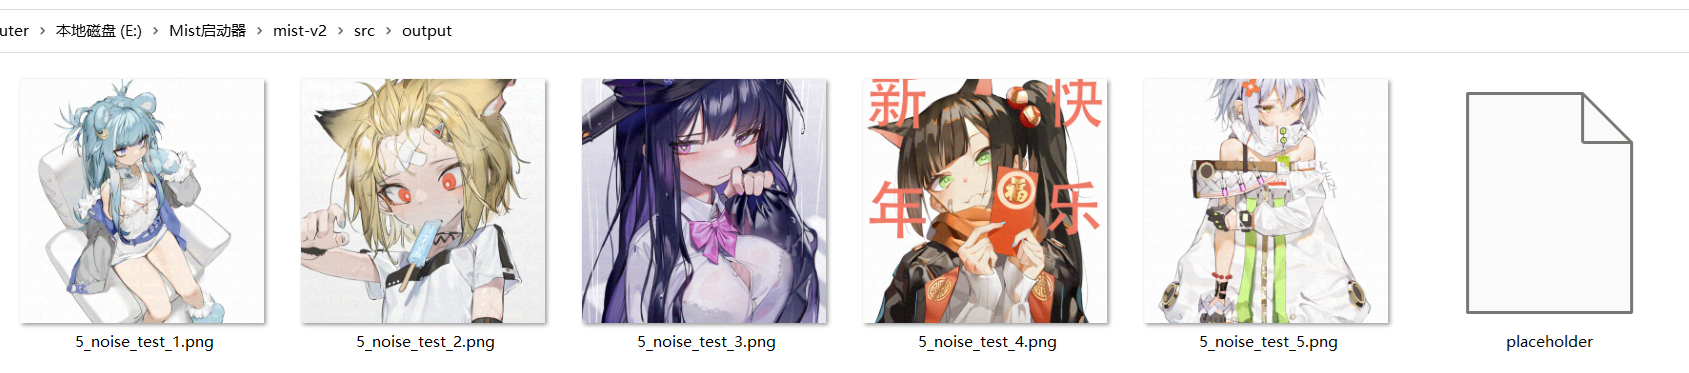 uter > 本地磁盘 (E:) > Mist启动器 > mist-v2 > src > output
新 快
福
年 乐
5_noise_test_1.png
5_noise_test_2.png
5_noise_test_3.png
5_noise_test_4.png
5_noise_test_5.png
placeholder